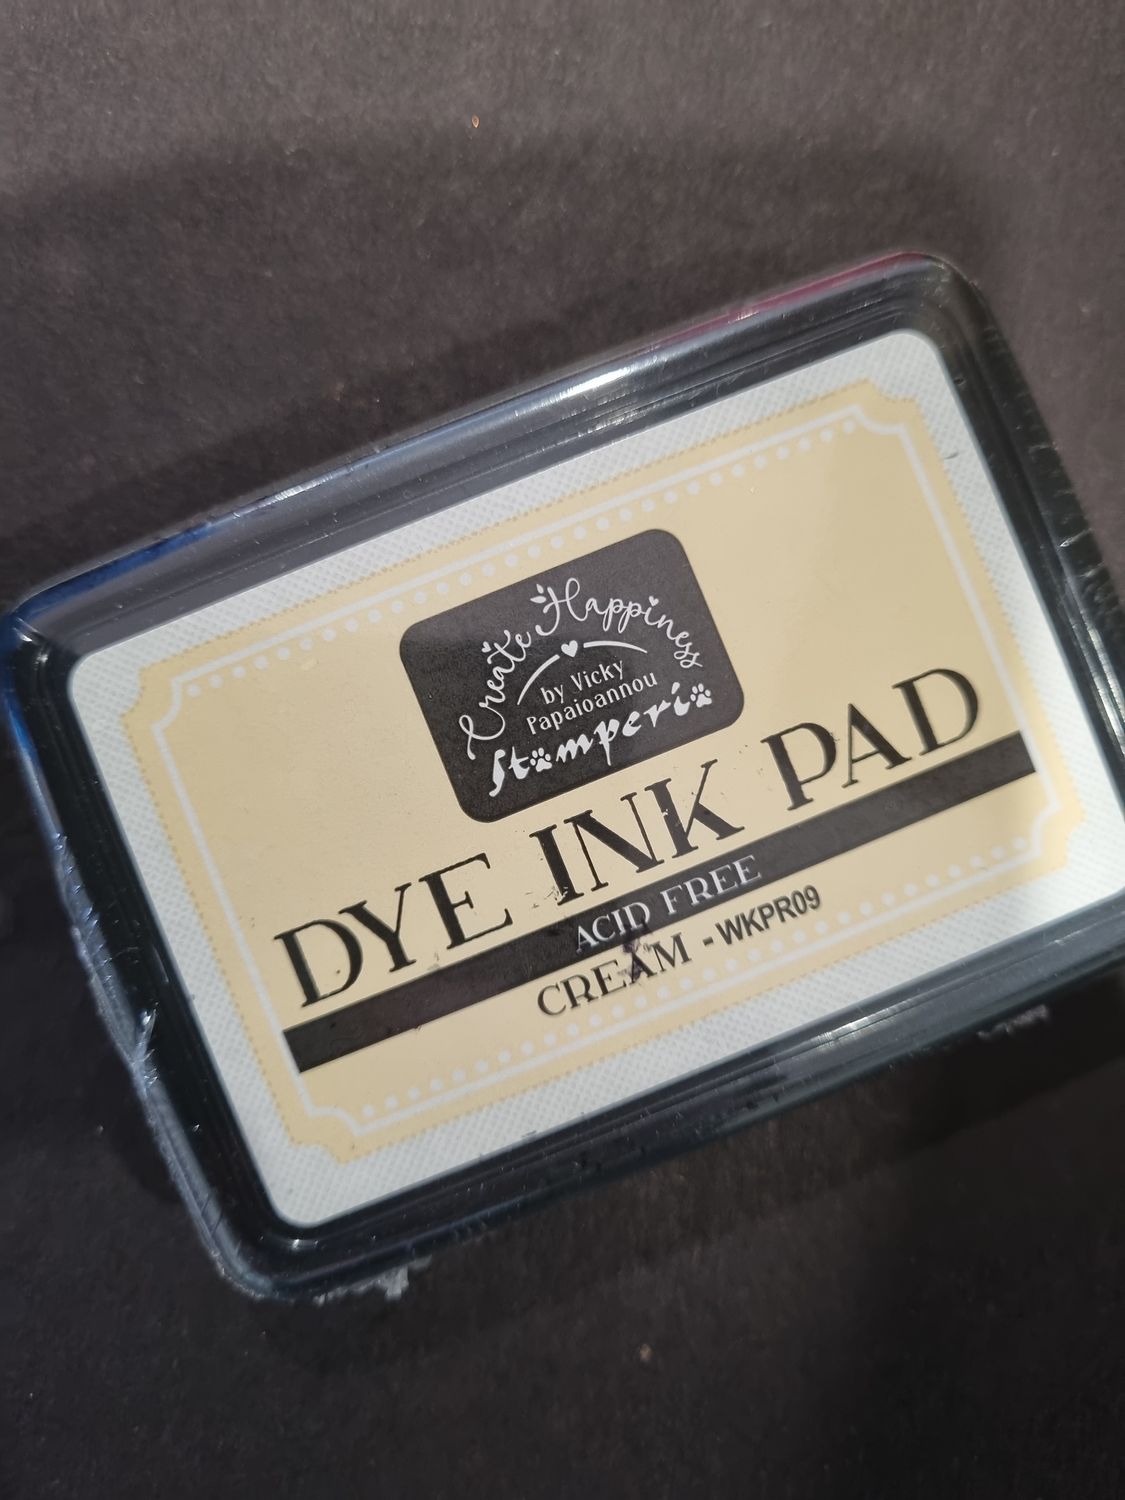 Create Happiness
by Vicky
Papaioannou
Stamperia
DYE INK PAD
ACID FREE
CREAM - WKPR09